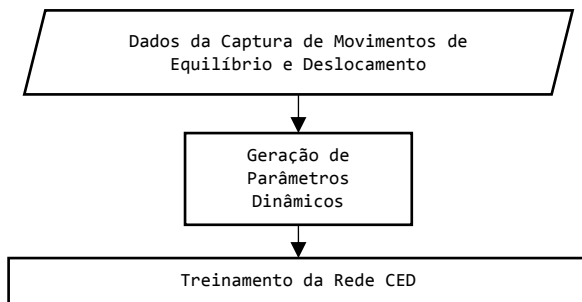 Dados da Captura de Movimentos de
Equilíbrio e Deslocamento
Geração de
Parâmetros
Dinâmicos
Treinamento da Rede CED